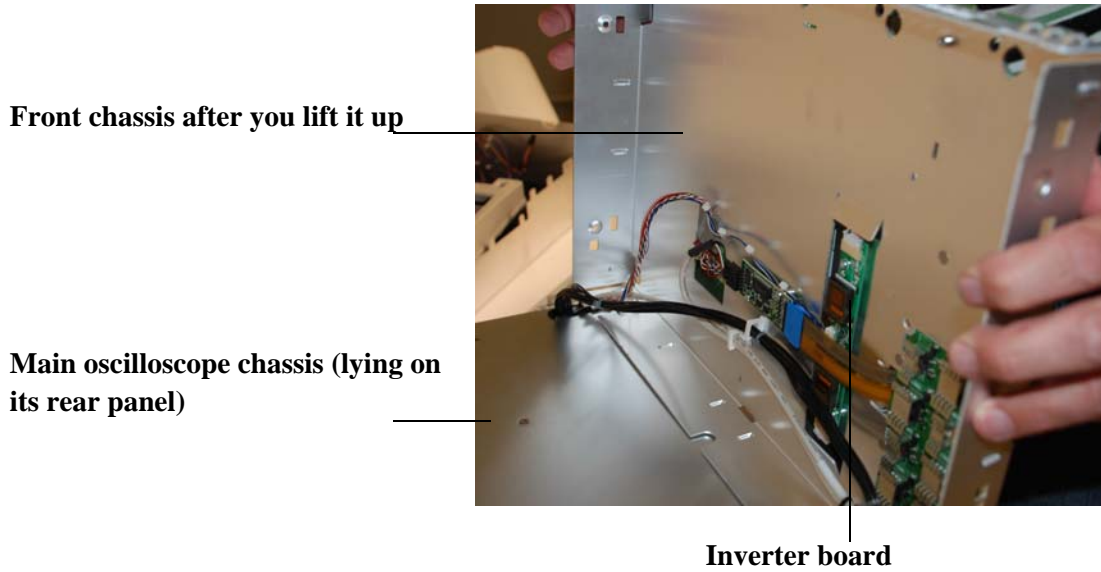 Front chassis after you lift it up
Main oscilloscope chassis (lying on
its rear panel)
Inverter board